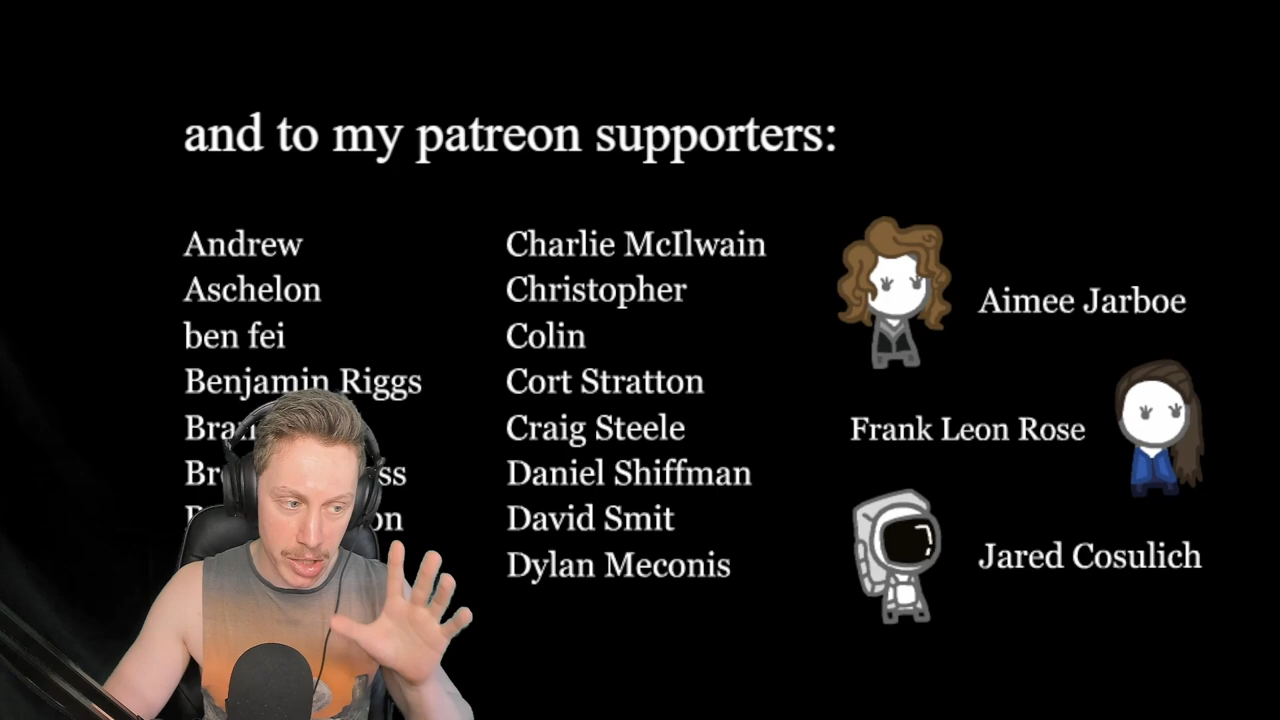 and to my patreon supporters:
Andrew
Aschelon
ben fei
Benjamin Riggs
Charlie McIlwain
Christopher
Colin
Cort Stratton
Craig Steele
Daniel Shiffman
David Smit
Dylan Meconis
Aimee Jarboe
Frank Leon Rose
Jared Cosulich